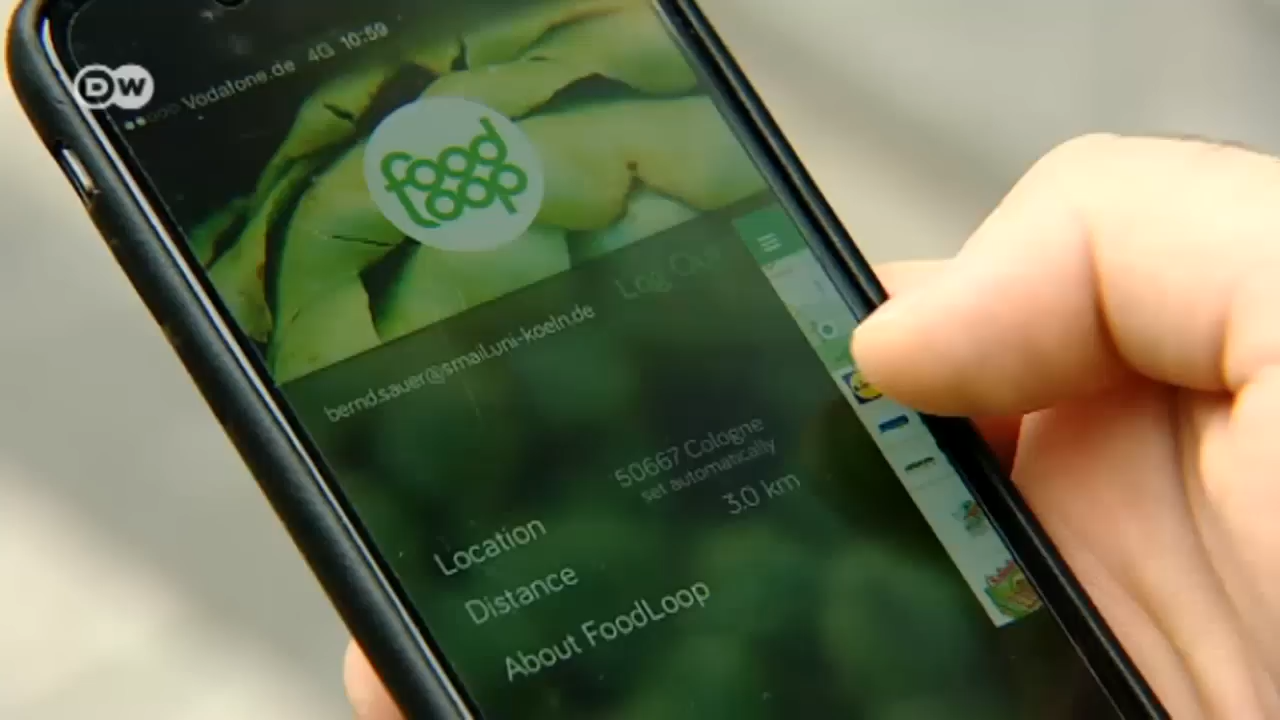 DW
Vodafone.de 4G 10:59
food
loop
Log Out
bernd.sauer@smail.uni-koeln.de
50667 Cologne
set automatically
Location
3.0 km
Distance
About FoodLoop